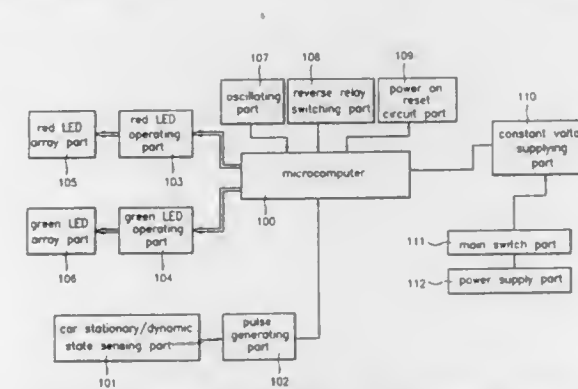 107
108
109
oscillating
part
reverse relay
switching part
power on
reset
circuit part
110
red LED
array part
red LED
operating
part
constant volta
supplying
part
105
103
microcomputer
100
green LED
array part
green LED
operating
part
111
main switch part
106
104
112
power supply part
car stationary/dynamic
state sensing part
pulse
generating
part
101
102